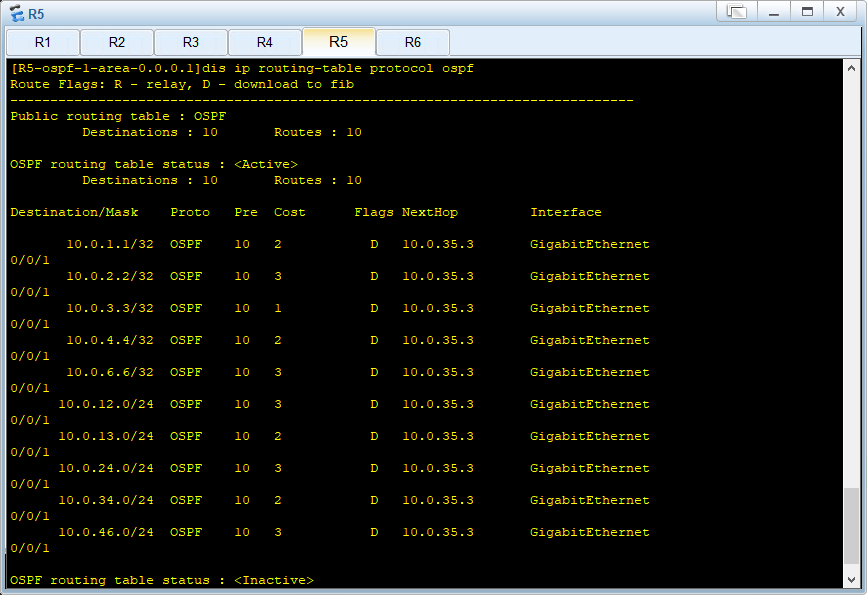 R5
R1 R2 R3 R4 R5 R6
[R5-ospf-1-area-0.0.0.1]dis ip routing-table protocol ospf
Route Flags: R - relay, D - download to fib
------------------------------------------------------------------------------
Public routing table : OSPF
         Destinations : 10       Routes : 10

OSPF routing table status : <Active>
         Destinations : 10       Routes : 10

Destination/Mask    Proto   Pre  Cost      Flags NextHop         Interface

       10.0.1.1/32  OSPF    10   2           D   10.0.35.3       GigabitEthernet
0/0/1
       10.0.2.2/32  OSPF    10   3           D   10.0.35.3       GigabitEthernet
0/0/1
       10.0.3.3/32  OSPF    10   1           D   10.0.35.3       GigabitEthernet
0/0/1
       10.0.4.4/32  OSPF    10   2           D   10.0.35.3       GigabitEthernet
0/0/1
       10.0.6.6/32  OSPF    10   3           D   10.0.35.3       GigabitEthernet
0/0/1
      10.0.12.0/24  OSPF    10   3           D   10.0.35.3       GigabitEthernet
0/0/1
      10.0.13.0/24  OSPF    10   2           D   10.0.35.3       GigabitEthernet
0/0/1
      10.0.24.0/24  OSPF    10   3           D   10.0.35.3       GigabitEthernet
0/0/1
      10.0.34.0/24  OSPF    10   2           D   10.0.35.3       GigabitEthernet
0/0/1
      10.0.46.0/24  OSPF    10   3           D   10.0.35.3       GigabitEthernet
0/0/1

OSPF routing table status : <Inactive>